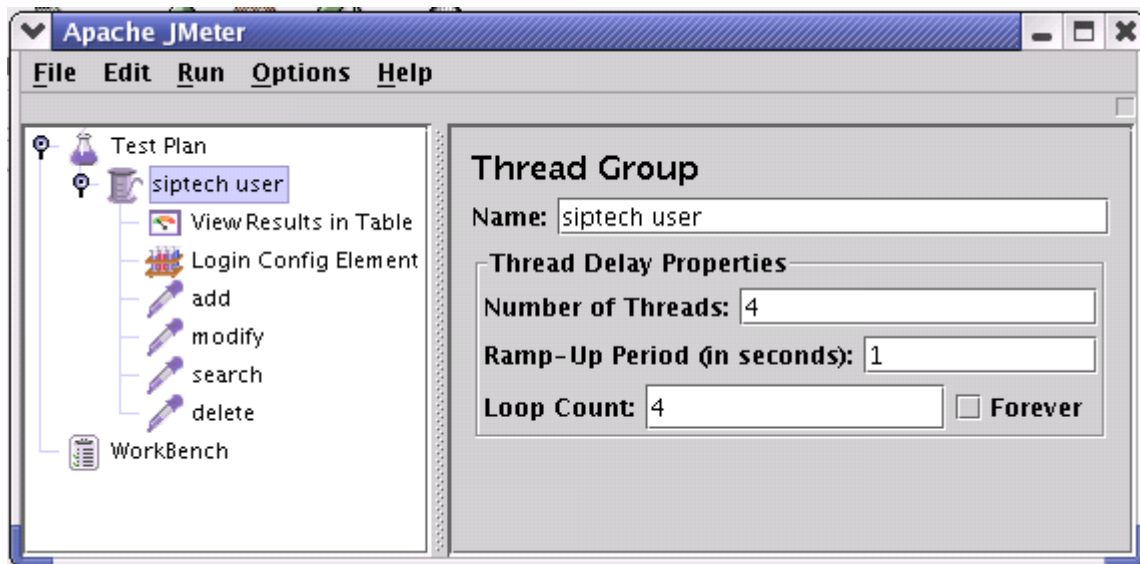 Apache JMeter
File Edit Run Options Help
Test Plan
siptech user
View Results in Table
Login Config Element
add
modify
search
delete
WorkBench
Thread Group
Name: siptech user
Thread Delay Properties
Number of Threads: 4
Ramp-Up Period (in seconds): 1
Loop Count: 4 Forever